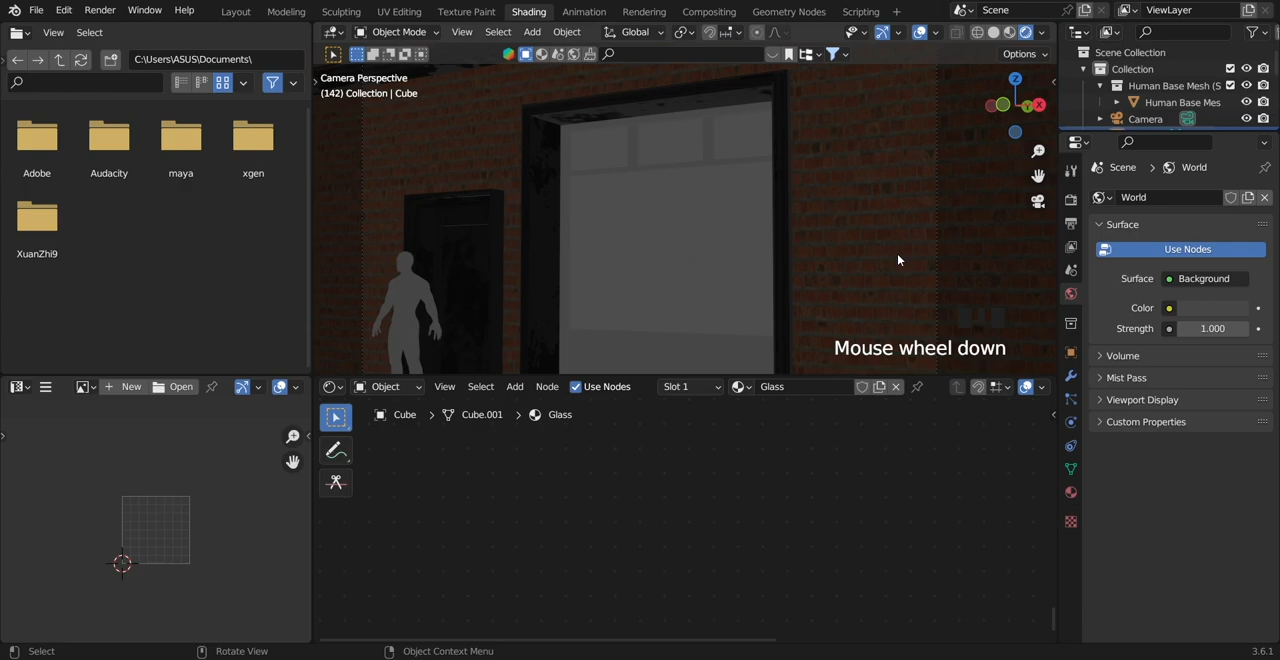 File Edit Render Window Help Layout Modeling Sculpting UV Editing Texture Paint Shading Animation Rendering Compositing Geometry Nodes Scripting + Scene ViewLayer
View Select Object Mode View Select Add Object Global
C:\Users\ASUS\Documents\ Options
Camera Perspective
(142) Collection | Cube
Scene Collection
Collection
Human Base Mesh (S
Human Base Mes
Camera
Adobe Audacity maya xgen
XuanZhi9
Scene World
World
Surface
Use Nodes
Surface Background
Color
Strength 1.000
Volume
Mist Pass
Viewport Display
Custom Properties
X
Y
Z
Mouse wheel down
New Open Object View Select Add Node Use Nodes Slot 1 Glass
Cube Cube.001 Glass
Select Rotate View Object Context Menu 3.6.1